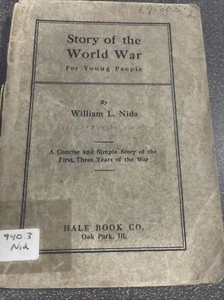 Story of the
World War
For Young People
By
William L. Nida
A Concise and Simple Story of the
First Three Years of the War
HALE BOOK CO.
Oak Park, Ill.
940.3
Nid